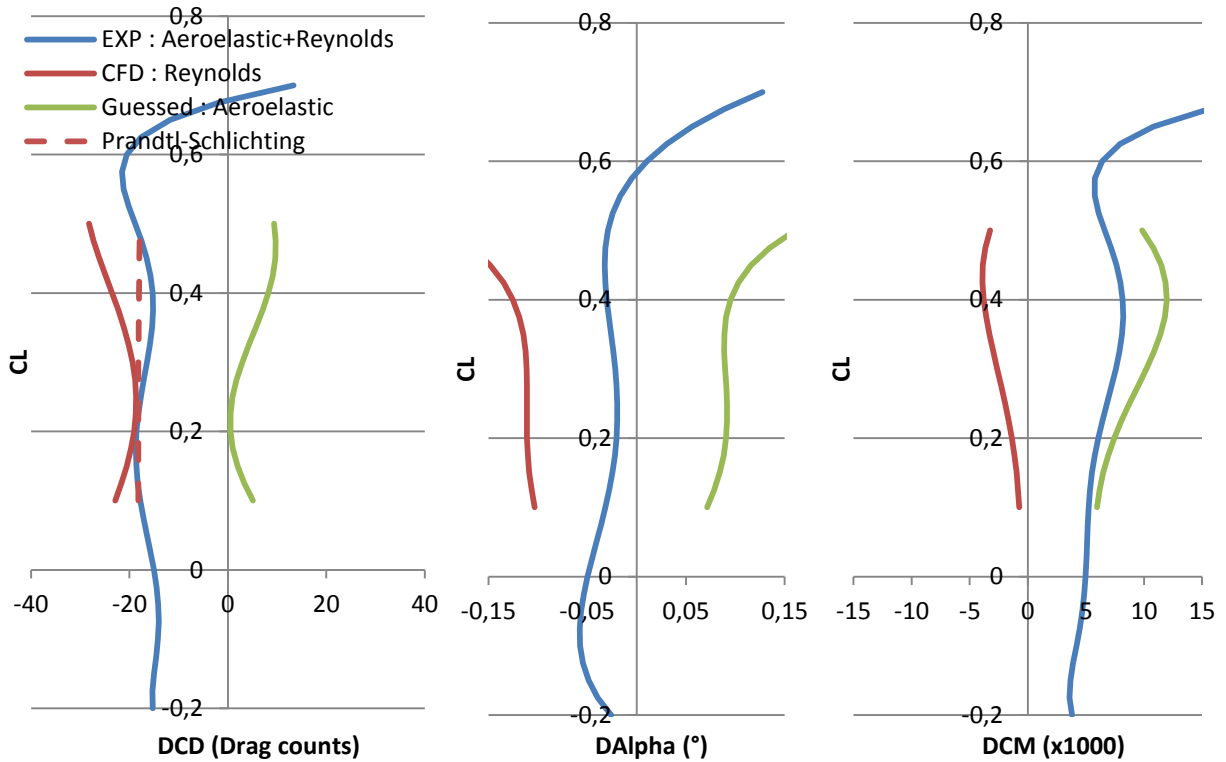 0,8
EXP : Aeroelastic+Reynolds
CFD : Reynolds
Guessed : Aeroelastic
Prandtl-Schlichting
0,6
0,4
CL
0,2
0
-40 -20 0 20 40
-0,2
DCD (Drag counts)
0,8
0,6
0,4
CL
0,2
0
-0,15 -0,05 0,05 0,15
-0,2
DAlpha (°)
0,8
0,6
0,4
CL
0,2
0
-15 -10 -5 0 5 10 15
-0,2
DCM (x1000)